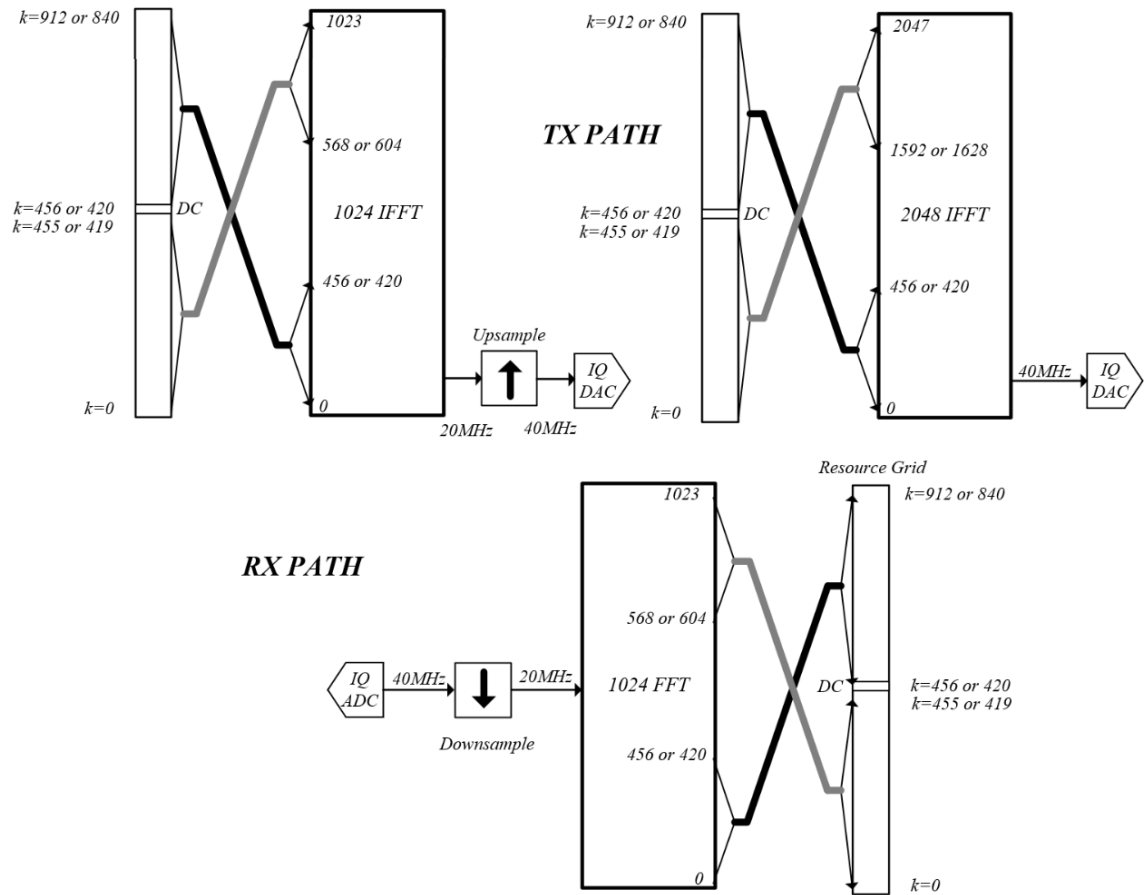 k=912 or 840
1023
568 or 604
k=456 or 420
DC
k=455 or 419
1024 IFFT
456 or 420
Upsample
IQ
DAC
k=0
0
20MHz
40MHz
TX PATH
k=912 or 840
2047
1592 or 1628
k=456 or 420
DC
k=455 or 419
2048 IFFT
456 or 420
40MHz
IQ
DAC
k=0
0
RX PATH
Resource Grid
1023
k=912 or 840
568 or 604
IQ
ADC
40MHz
20MHz
1024 FFT
DC
k=456 or 420
k=455 or 419
Downsample
456 or 420
0
k=0